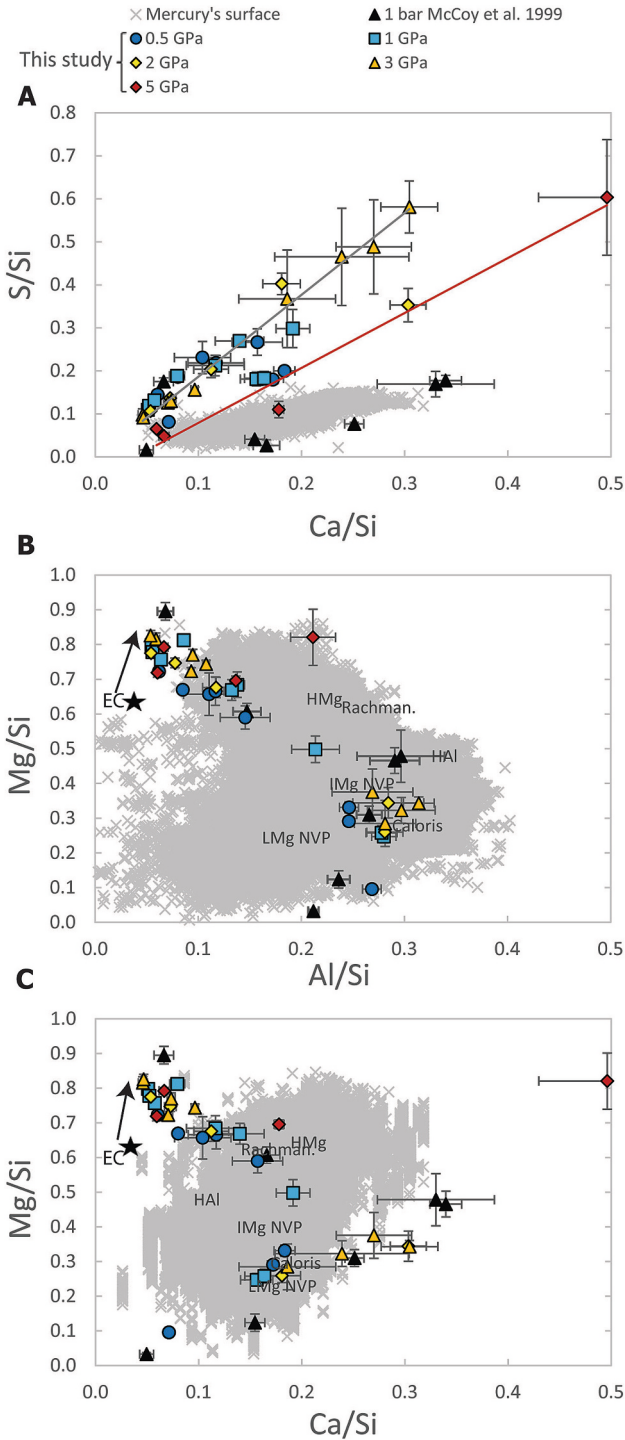 Mercury's surface
1 bar McCoy et al. 1999
This study
0.5 GPa
1 GPa
2 GPa
3 GPa
5 GPa
A
0.8
0.7
0.6
0.5
0.4
0.3
0.2
0.1
0.0
S/Si
0.0 0.1 0.2 0.3 0.4 0.5
Ca/Si
B
1.0
0.9
0.8
0.7
0.6
0.5
0.4
0.3
0.2
0.1
0.0
Mg/Si
EC
HMg
Rachman.
HAl
IMg NVP
Caloris
LMg NVP
0.0 0.1 0.2 0.3 0.4 0.5
Al/Si
C
1.0
0.9
0.8
0.7
0.6
0.5
0.4
0.3
0.2
0.1
0.0
Mg/Si
EC
HMg
Rachman.
HAl
IMg NVP
Caloris
LMg NVP
0.0 0.1 0.2 0.3 0.4 0.5
Ca/Si